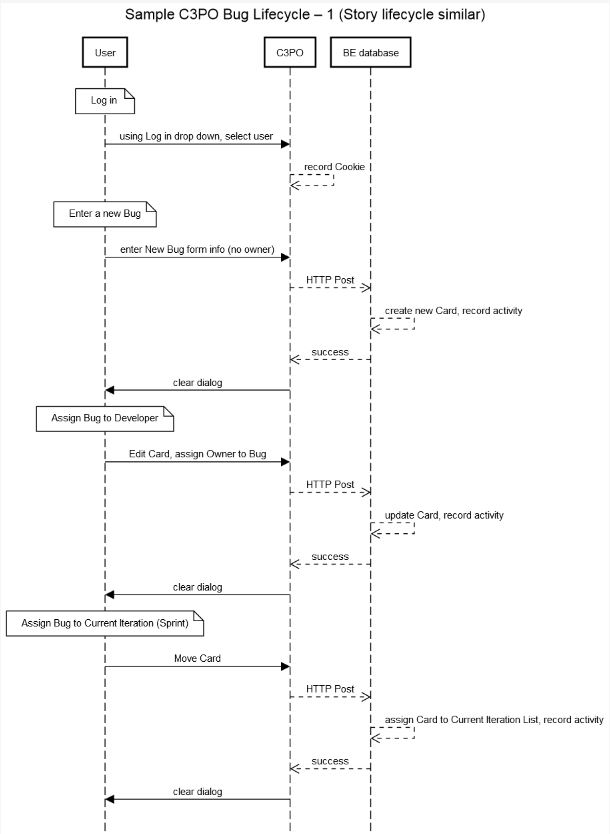 Sample C3PO Bug Lifecycle – 1 (Story lifecycle similar)
User
C3PO
BE database
Log in
using Log in drop down, select user
record Cookie
Enter a new Bug
enter New Bug form info (no owner)
HTTP Post
create new Card, record activity
success
clear dialog
Assign Bug to Developer
Edit Card, assign Owner to Bug
HTTP Post
update Card, record activity
success
clear dialog
Assign Bug to Current Iteration (Sprint)
Move Card
HTTP Post
assign Card to Current Iteration List, record activity
success
clear dialog